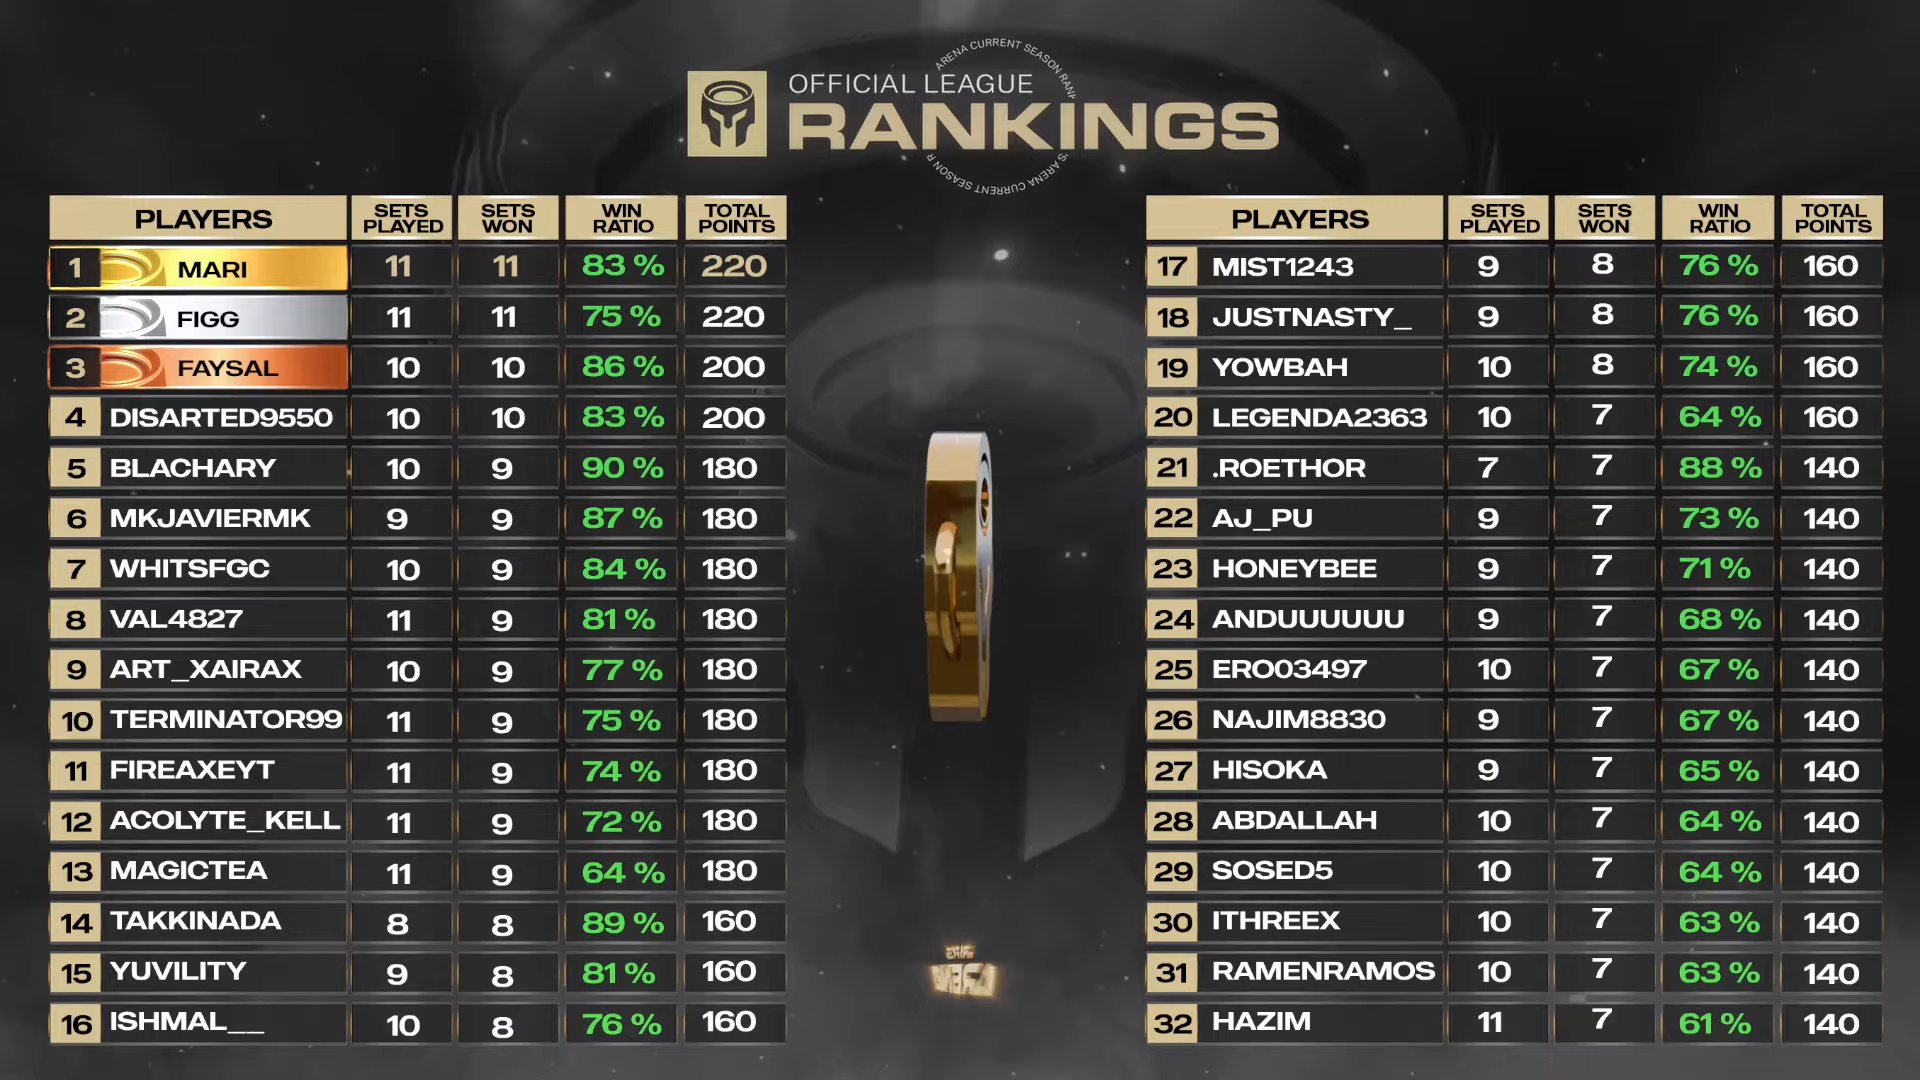 ARENA CURRENT SEASON RANK
OFFICIAL LEAGUE
RANKINGS
S ARENA CURRENT SEASON R
PLAYERS SETS PLAYED SETS WON WIN RATIO TOTAL POINTS
1 MARI 11 11 83 % 220
2 FIGG 11 11 75 % 220
3 FAYSAL 10 10 86 % 200
4 DISARTED9550 10 10 83 % 200
5 BLACHARY 10 9 90 % 180
6 MKJAVIERMK 9 9 87 % 180
7 WHITSFGC 10 9 84 % 180
8 VAL4827 11 9 81 % 180
9 ART_XAIRAX 10 9 77 % 180
10 TERMINATOR99 11 9 75 % 180
11 FIREAXEYT 11 9 74 % 180
12 ACOLYTE_KELL 11 9 72 % 180
13 MAGICTEA 11 9 64 % 180
14 TAKKINADA 8 8 89 % 160
15 YUVILITY 9 8 81 % 160
16 ISHMAL__ 10 8 76 % 160
PLAYERS SETS PLAYED SETS WON WIN RATIO TOTAL POINTS
17 MIST1243 9 8 76 % 160
18 JUSTNASTY_ 9 8 76 % 160
19 YOWBAH 10 8 74 % 160
20 LEGENDA2363 10 7 64 % 160
21 .ROETHOR 7 7 88 % 140
22 AJ_PU 9 7 73 % 140
23 HONEYBEE 9 7 71 % 140
24 ANDUUUUUU 9 7 68 % 140
25 ERO03497 10 7 67 % 140
26 NAJIM8830 9 7 67 % 140
27 HISOKA 9 7 65 % 140
28 ABDALLAH 10 7 64 % 140
29 SOSED5 10 7 64 % 140
30 ITHREEX 10 7 63 % 140
31 RAMENRAMOS 10 7 63 % 140
32 HAZIM 11 7 61 % 140